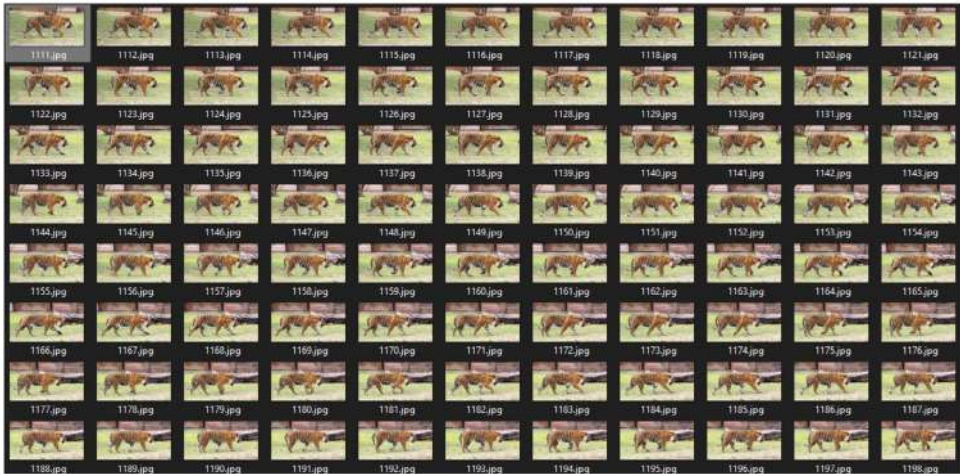 1111.jpg 1112.jpg 1113.jpg 1114.jpg 1115.jpg 1116.jpg 1117.jpg 1118.jpg 1119.jpg 1120.jpg 1121.jpg
1122.jpg 1123.jpg 1124.jpg 1125.jpg 1126.jpg 1127.jpg 1128.jpg 1129.jpg 1130.jpg 1131.jpg 1132.jpg
1133.jpg 1134.jpg 1135.jpg 1136.jpg 1137.jpg 1138.jpg 1139.jpg 1140.jpg 1141.jpg 1142.jpg 1143.jpg
1144.jpg 1145.jpg 1146.jpg 1147.jpg 1148.jpg 1149.jpg 1150.jpg 1151.jpg 1152.jpg 1153.jpg 1154.jpg
1155.jpg 1156.jpg 1157.jpg 1158.jpg 1159.jpg 1160.jpg 1161.jpg 1162.jpg 1163.jpg 1164.jpg 1165.jpg
1166.jpg 1167.jpg 1168.jpg 1169.jpg 1170.jpg 1171.jpg 1172.jpg 1173.jpg 1174.jpg 1175.jpg 1176.jpg
1177.jpg 1178.jpg 1179.jpg 1180.jpg 1181.jpg 1182.jpg 1183.jpg 1184.jpg 1185.jpg 1186.jpg 1187.jpg
1188.jpg 1189.jpg 1190.jpg 1191.jpg 1192.jpg 1193.jpg 1194.jpg 1195.jpg 1196.jpg 1197.jpg 1198.jpg